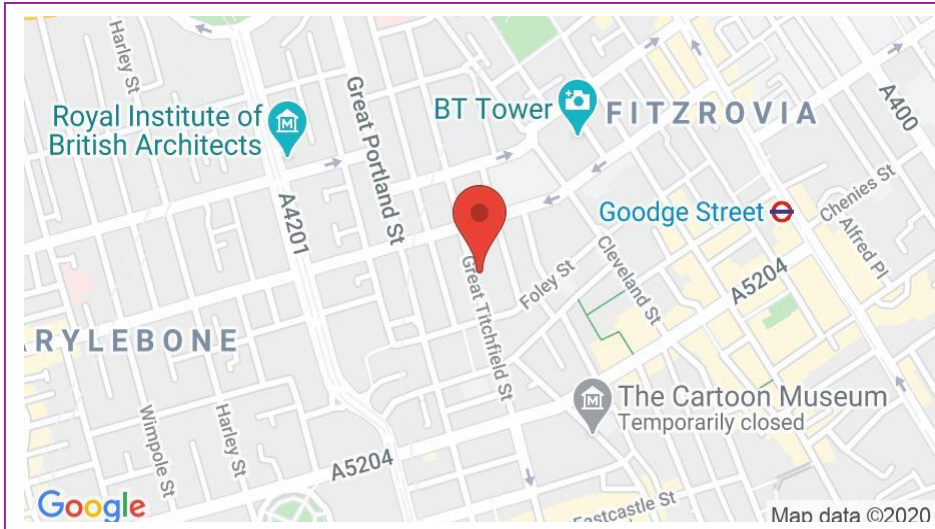 Harley St
Great Portland St
Royal Institute of
British Architects
BT Tower
FITZROVIA
A400
A4201
Goodge Street
Chenies St
Alfred Pl
Cleveland St
Great Titchfield St
Foley St
A5204
RYLEBONE
The Cartoon Museum
Temporarily closed
Wimpole St
Harley St
A5204
Eastcastle St
Google
Map data ©2020